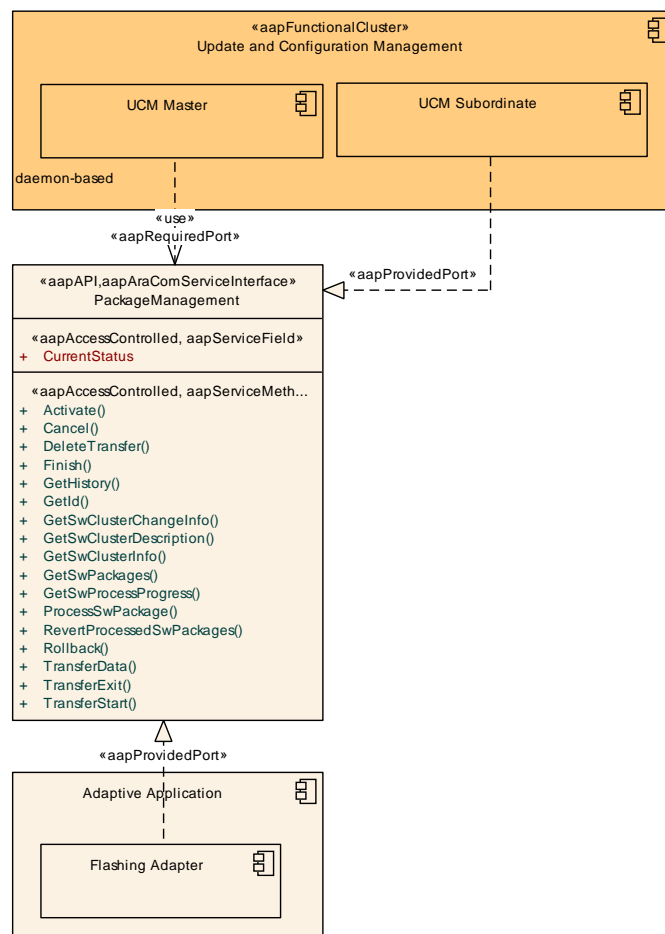 «aapFunctionalCluster»
Update and Configuration Management
UCM Master
UCM Subordinate
daemon-based
«use»
«aapRequiredPort»
«aapProvidedPort»
«aapAPI,aapAraComServiceInterface»
PackageManagement
«aapAccessControlled, aapServiceField»
+ CurrentStatus
«aapAccessControlled, aapServiceMeth...
+ Activate()
+ Cancel()
+ DeleteTransfer()
+ Finish()
+ GetHistory()
+ GetId()
+ GetSwClusterChangeInfo()
+ GetSwClusterDescription()
+ GetSwClusterInfo()
+ GetSwPackages()
+ GetSwProcessProgress()
+ ProcessSwPackage()
+ RevertProcessedSwPackages()
+ Rollback()
+ TransferData()
+ TransferExit()
+ TransferStart()
«aapProvidedPort»
Adaptive Application
Flashing Adapter